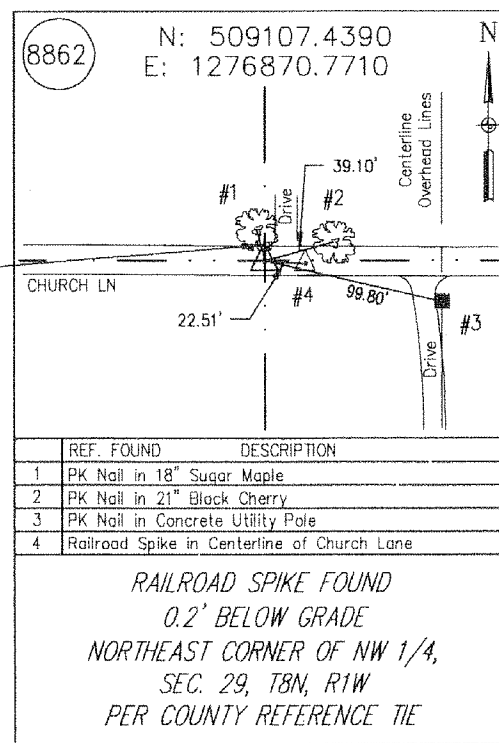 8862
N: 509107.4390
E: 1276870.7710
N
Centerline
Overhead Lines
39.10'
#1
Drive
#2
CHURCH LN
#4
99.80'
22.51'
#3
Drive
REF. FOUND DESCRIPTION
1 PK Nail in 18" Sugar Maple
2 PK Nail in 21" Black Cherry
3 PK Nail in Concrete Utility Pole
4 Railroad Spike in Centerline of Church Lane
RAILROAD SPIKE FOUND
0.2' BELOW GRADE
NORTHEAST CORNER OF NW 1/4,
SEC. 29, T8N, R1W
PER COUNTY REFERENCE TIE